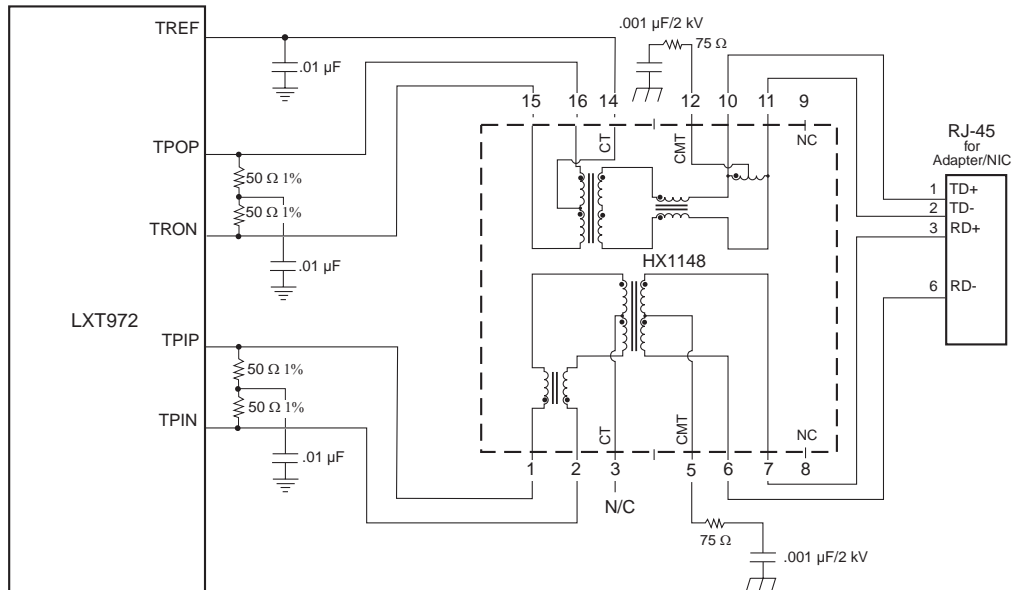 TREF
.01 µF
.001 µF/2 kV
75 Ω
15
16
14
12
10
11
9
CT
CMT
NC
RJ-45
for
Adapter/NIC
TPOP
50 Ω 1%
50 Ω 1%
TRON
.01 µF
1
TD+
2
TD-
3
RD+
6
RD-
HX1148
LXT972
TPIP
50 Ω 1%
50 Ω 1%
TPIN
.01 µF
CT
CMT
NC
1
2
3
5
6
7
8
N/C
75 Ω
.001 µF/2 kV